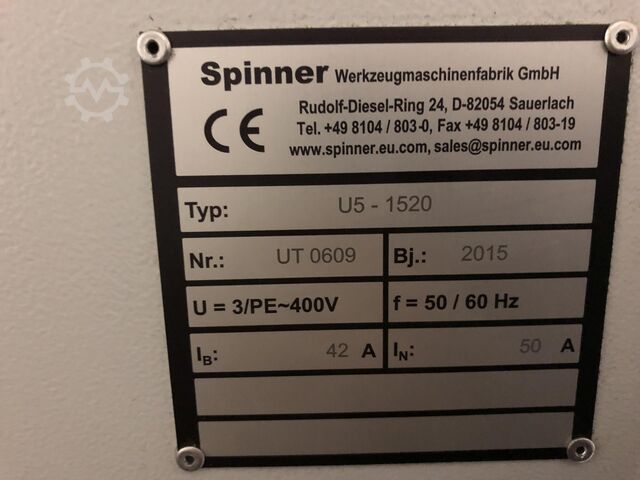 Spinner Werkzeugmaschinenfabrik GmbH
Rudolf-Diesel-Ring 24, D-82054 Sauerlach
Tel. +49 8104 / 803-0, Fax +49 8104 / 803-19
www.spinner.eu.com, sales@spinner.eu.com
CE
Typ: U5 - 1520
Nr.: UT 0609 Bj.: 2015
U = 3/PE~400V f = 50 / 60 Hz
IB: 42 A IN: 50 A